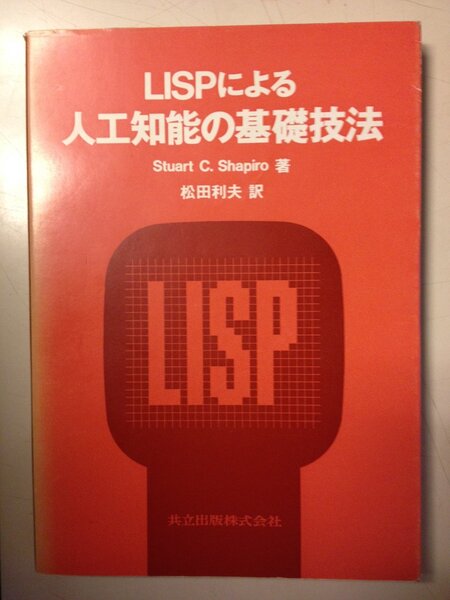 LISPによる
人工知能の基礎技法
Stuart C. Shapiro 著
松田利夫 訳
LISP
共立出版株式会社